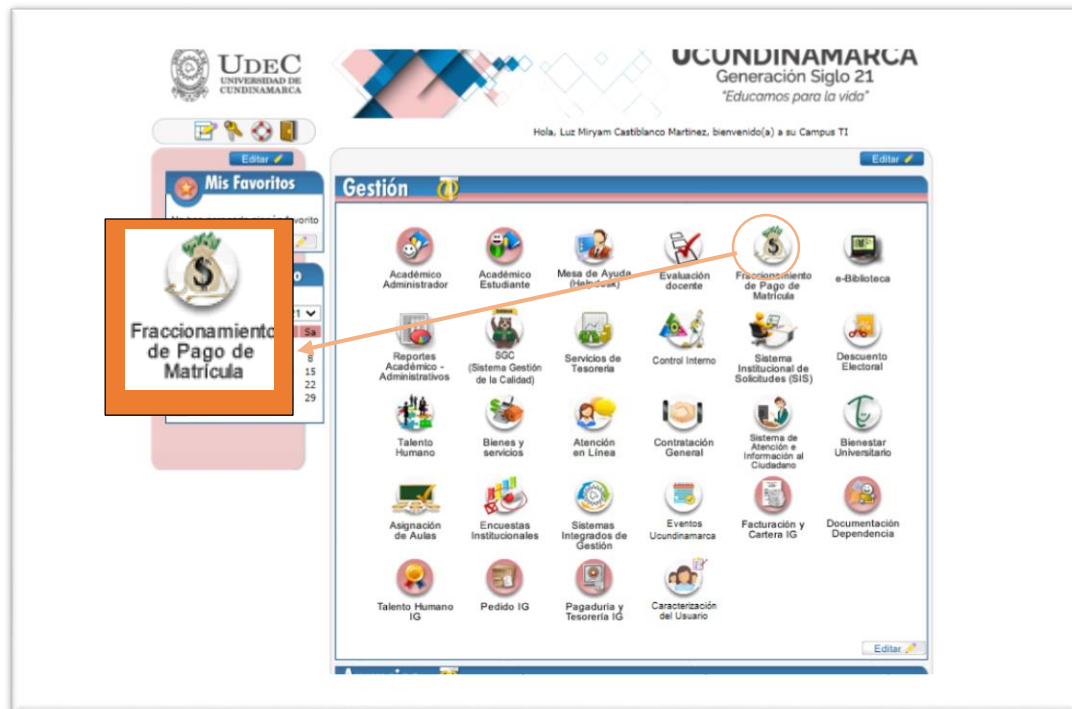 UDEC
UNIVERSIDAD DE
CUNDINAMARCA
UCUNDINAMARCA
Generación Siglo 21
"Educamos para la vida"
Hola, Luz Miryam Castiblanco Martinez, bienvenido(a) a su Campus TI
Editar
Mis Favoritos
favorito
Fraccionamiento
de Pago de
Matrícula
21
Sa
8
15
22
29
Editar
Gestión
Académico
Administrador
Académico
Estudiante
Mesa de Ayuda
(Helpdesk)
Evaluación
docente
Fraccionamiento
de Pago de
Matrícula
e-Biblioteca
Reportes
Académico -
Administrativos
SGC
(Sistema Gestión
de la Calidad)
Servicios de
Tesorería
Control Interno
Sistema
Institucional de
Solicitudes (SIS)
Descuento
Electoral
Talento
Humano
Bienes y
servicios
Atención
en Línea
Contratación
General
Sistema de
Atención e
Información al
Ciudadano
Bienestar
Universitario
Asignación
de Aulas
Encuestas
Institucionales
Sistemas
Integrados de
Gestión
Eventos
Ucundinamarca
Facturación y
Cartera IG
Documentación
Dependencia
Talento Humano
IG
Pedido IG
Pagaduria y
Tesorería IG
Caracterización
del Usuario
Editar